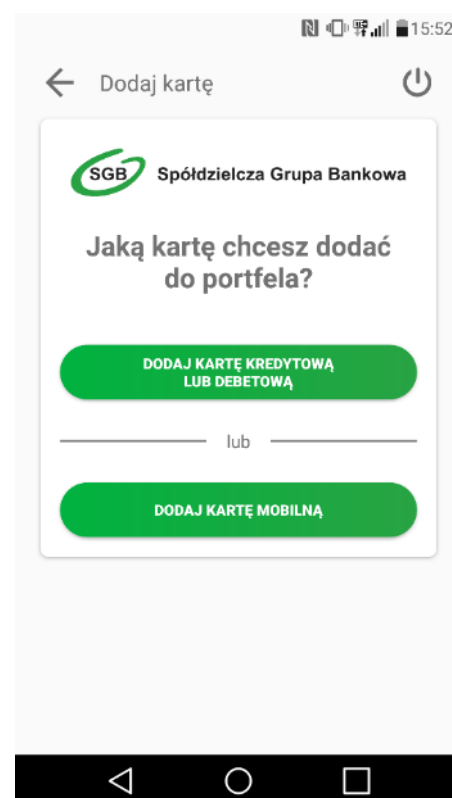 15:52
Dodaj kartę
SGB Spółdzielcza Grupa Bankowa
Jaką kartę chcesz dodać
do portfela?
DODAJ KARTĘ KREDYTOWĄ
LUB DEBETOWĄ
lub
DODAJ KARTĘ MOBILNĄ